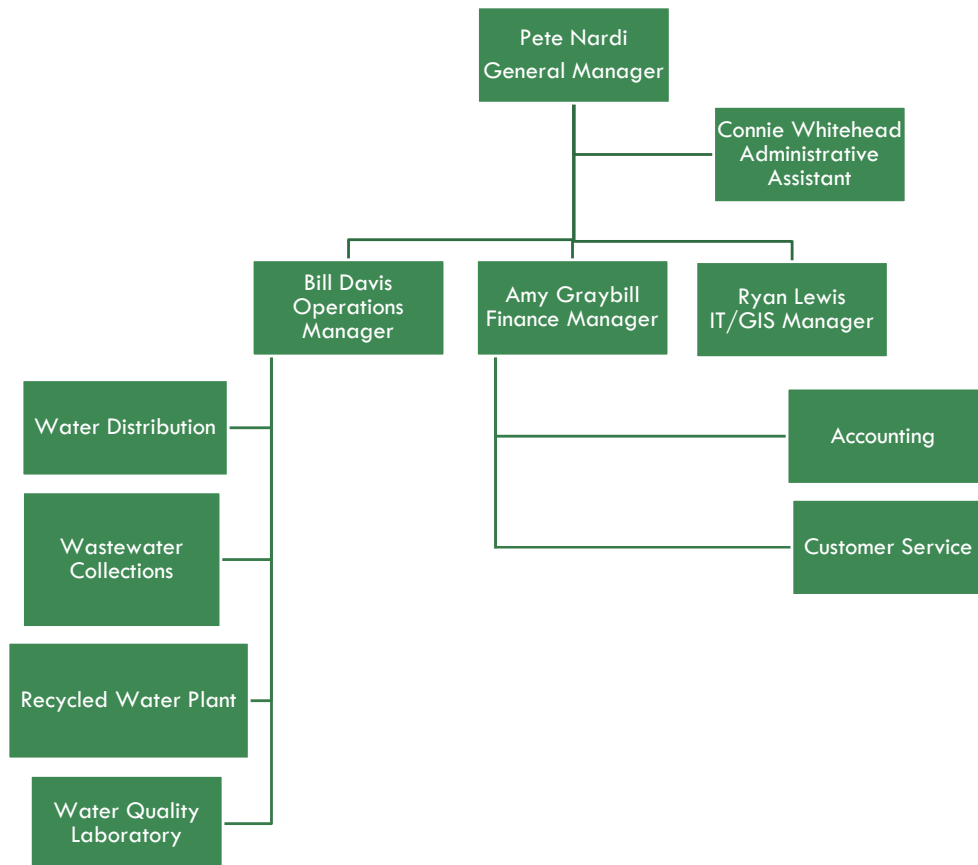 Pete Nardi
General Manager
Connie Whitehead
Administrative
Assistant
Bill Davis
Operations
Manager
Amy Graybill
Finance Manager
Ryan Lewis
IT/GIS Manager
Water Distribution
Accounting
Wastewater
Collections
Customer Service
Recycled Water Plant
Water Quality
Laboratory